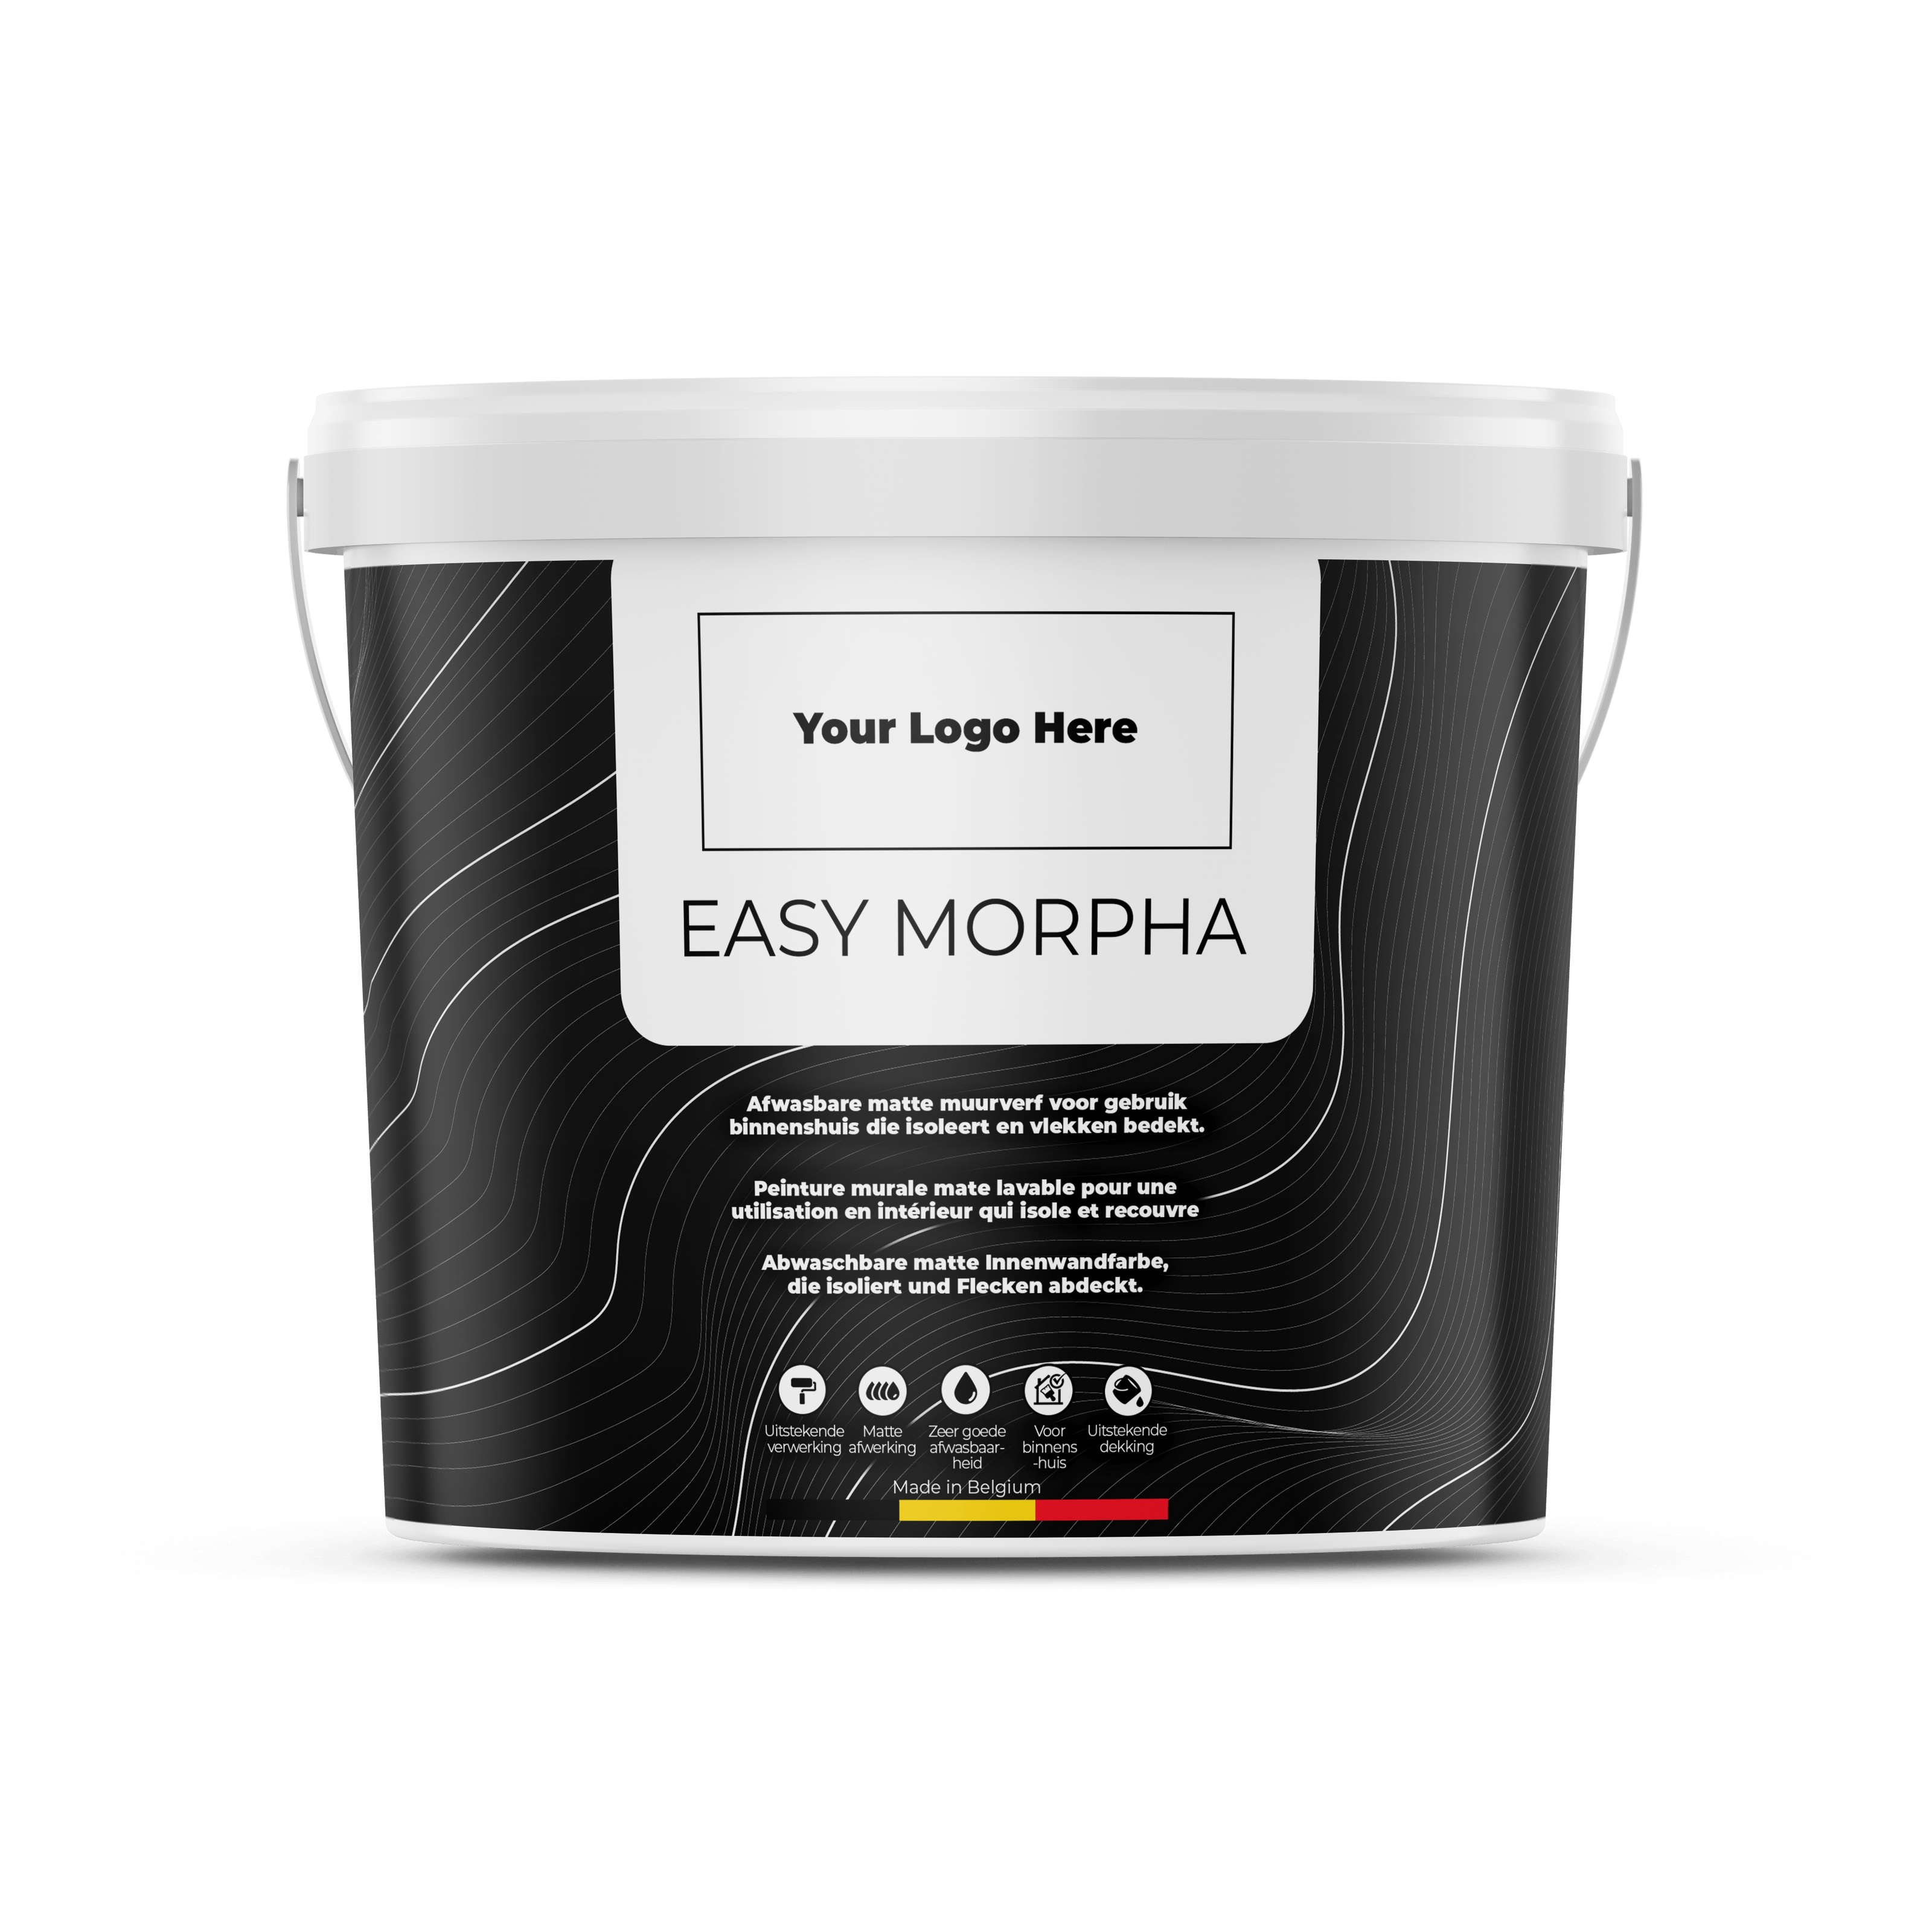 Your Logo Here
EASY MORPHA
Afwasbare matte muurverf voor gebruik
binnenshuis die isoleert en vlekken bedekt.
Peinture murale mate lavable pour une
utilisation en intérieur qui isole et recouvre
Abwaschbare matte Innenwandfarbe,
die isoliert und Flecken abdeckt.
Uitstekende
verwerking
Matte
afwerking
Zeer goede
afwasbaar-
heid
Voor
binnens
-huis
Uitstekende
dekking
Made in Belgium